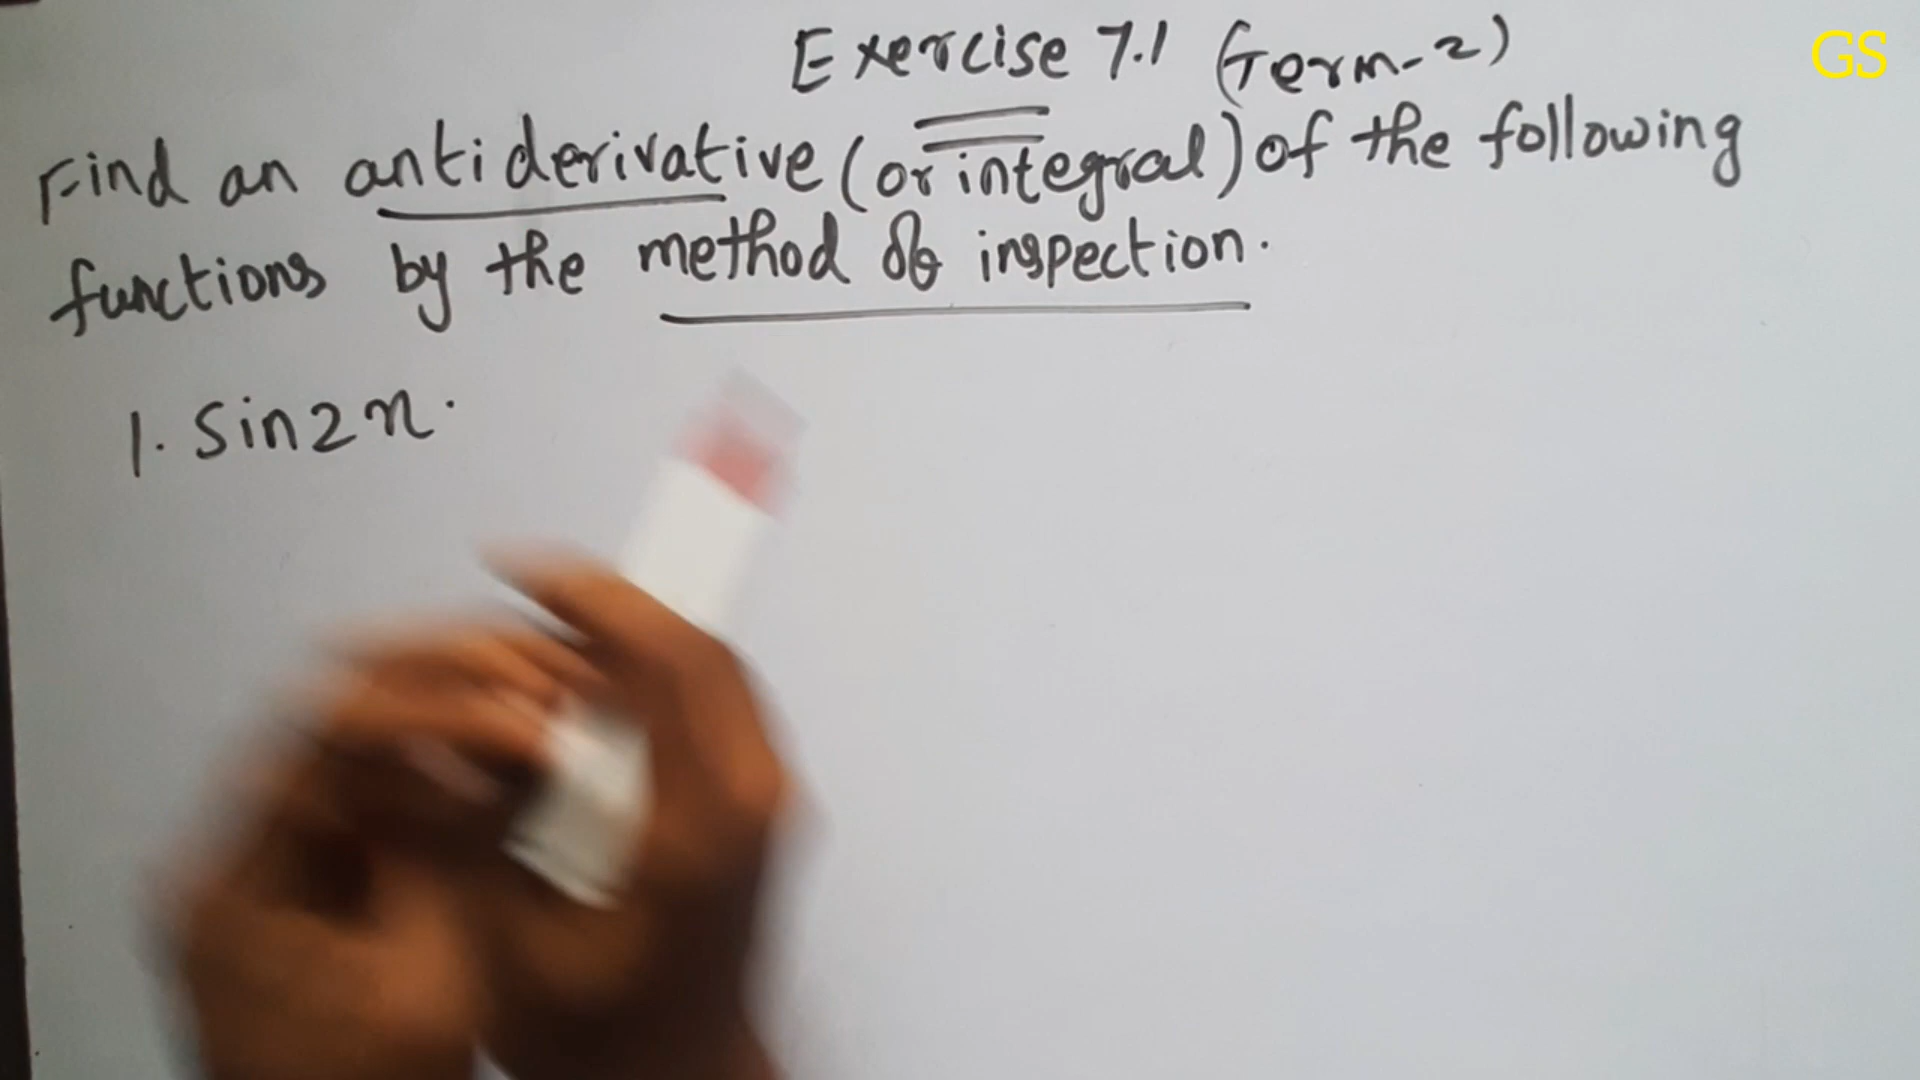 Exercise 7.1 (Term-2)
GS
Find an antiderivative (or integral) of the following
functions by the method of inspection.
1. Sin2x.